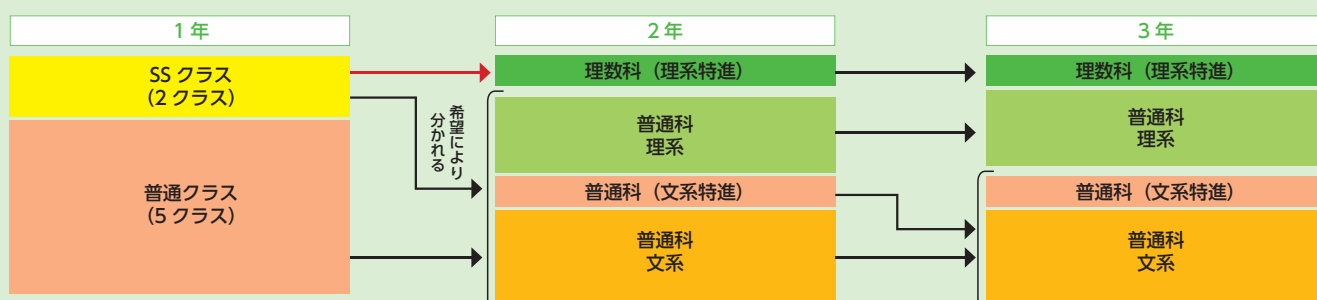 1 年
SS クラス
（2 クラス）
普通クラス
（5 クラス）
希望により
分かれる
2 年
理数科（理系特進）
普通科
理系
普通科（文系特進）
普通科
文系
3 年
理数科（理系特進）
普通科
理系
普通科（文系特進）
普通科
文系